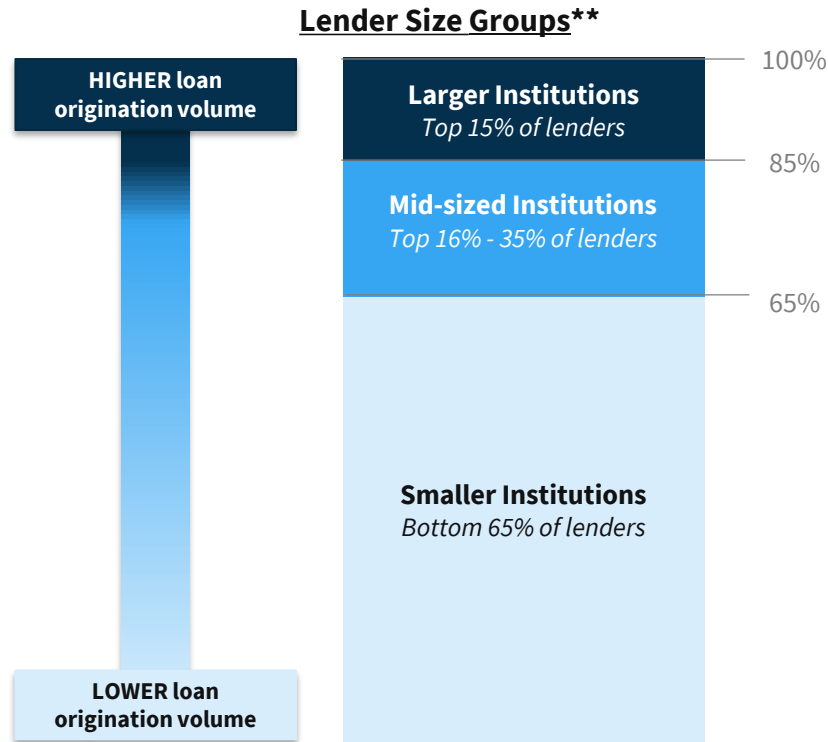 Lender Size Groups**
HIGHER loan
origination volume
100%
Larger Institutions
Top 15% of lenders
85%
Mid-sized Institutions
Top 16% - 35% of lenders
65%
Smaller Institutions
Bottom 65% of lenders
LOWER loan
origination volume